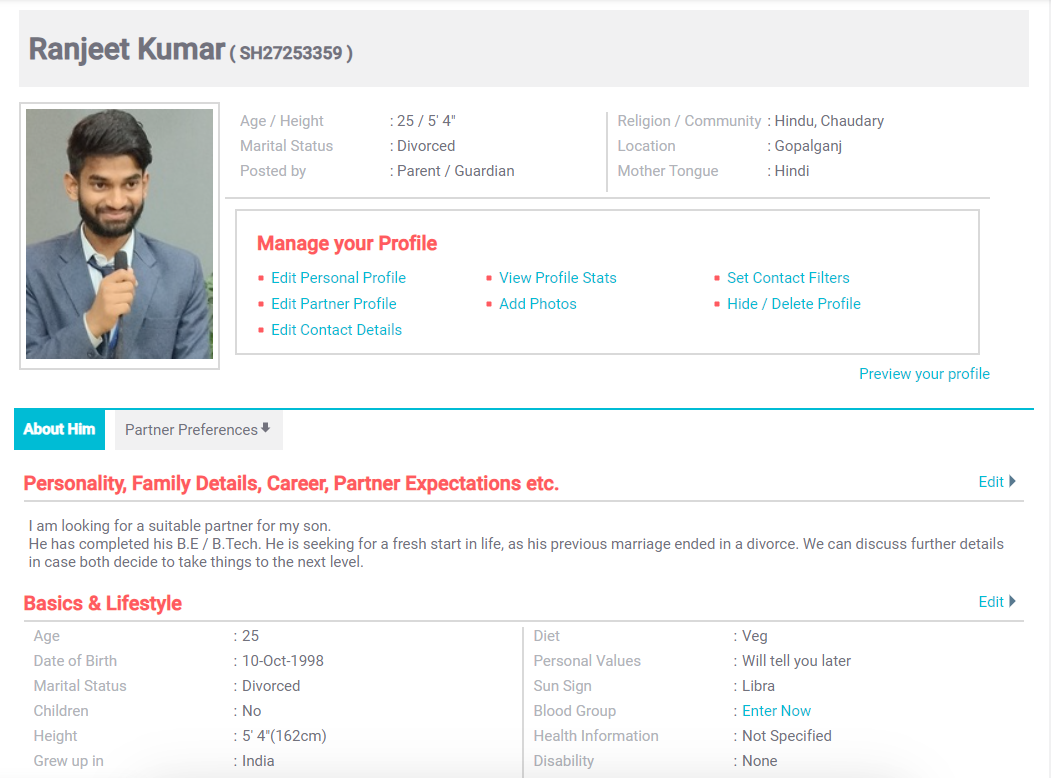 Ranjeet Kumar ( SH27253359 )
Age / Height : 25 / 5' 4"
Marital Status : Divorced
Posted by : Parent / Guardian
Religion / Community : Hindu, Chaudary
Location : Gopalganj
Mother Tongue : Hindi
Manage your Profile
Edit Personal Profile
Edit Partner Profile
Edit Contact Details
View Profile Stats
Add Photos
Set Contact Filters
Hide / Delete Profile
Preview your profile
About Him
Partner Preferences
Personality, Family Details, Career, Partner Expectations etc.
Edit
I am looking for a suitable partner for my son.
He has completed his B.E / B.Tech. He is seeking for a fresh start in life, as his previous marriage ended in a divorce. We can discuss further details
in case both decide to take things to the next level.
Basics & Lifestyle
Edit
Age : 25
Date of Birth : 10-Oct-1998
Marital Status : Divorced
Children : No
Height : 5' 4"(162cm)
Grew up in : India
Diet : Veg
Personal Values : Will tell you later
Sun Sign : Libra
Blood Group : Enter Now
Health Information : Not Specified
Disability : None